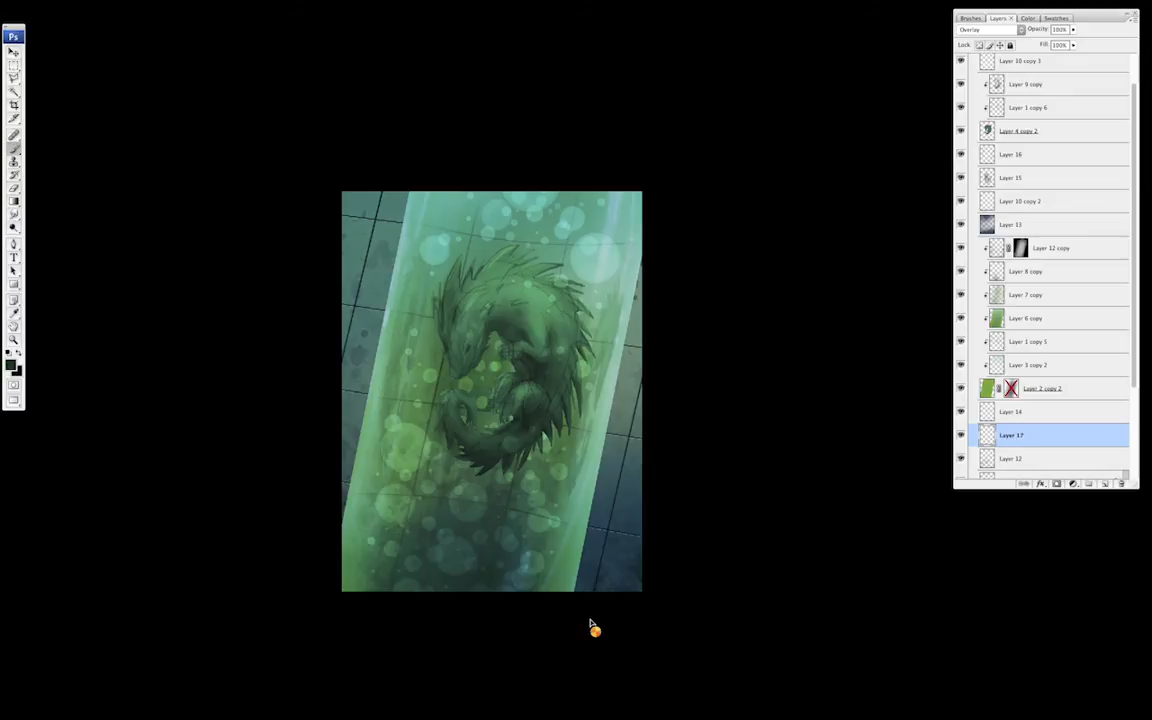 Ps
Brushes Layers x Color Swatches
Overlay Opacity: 100%
Lock Fill: 100%
Layer 10 copy 3
Layer 9 copy
Layer 1 copy 6
Layer 4 copy 2
Layer 16
Layer 15
Layer 10 copy 2
Layer 13
Layer 12 copy
Layer 8 copy
Layer 7 copy
Layer 6 copy
Layer 1 copy 5
Layer 3 copy 2
Layer 2 copy 2
Layer 14
Layer 17
Layer 12
T
fx